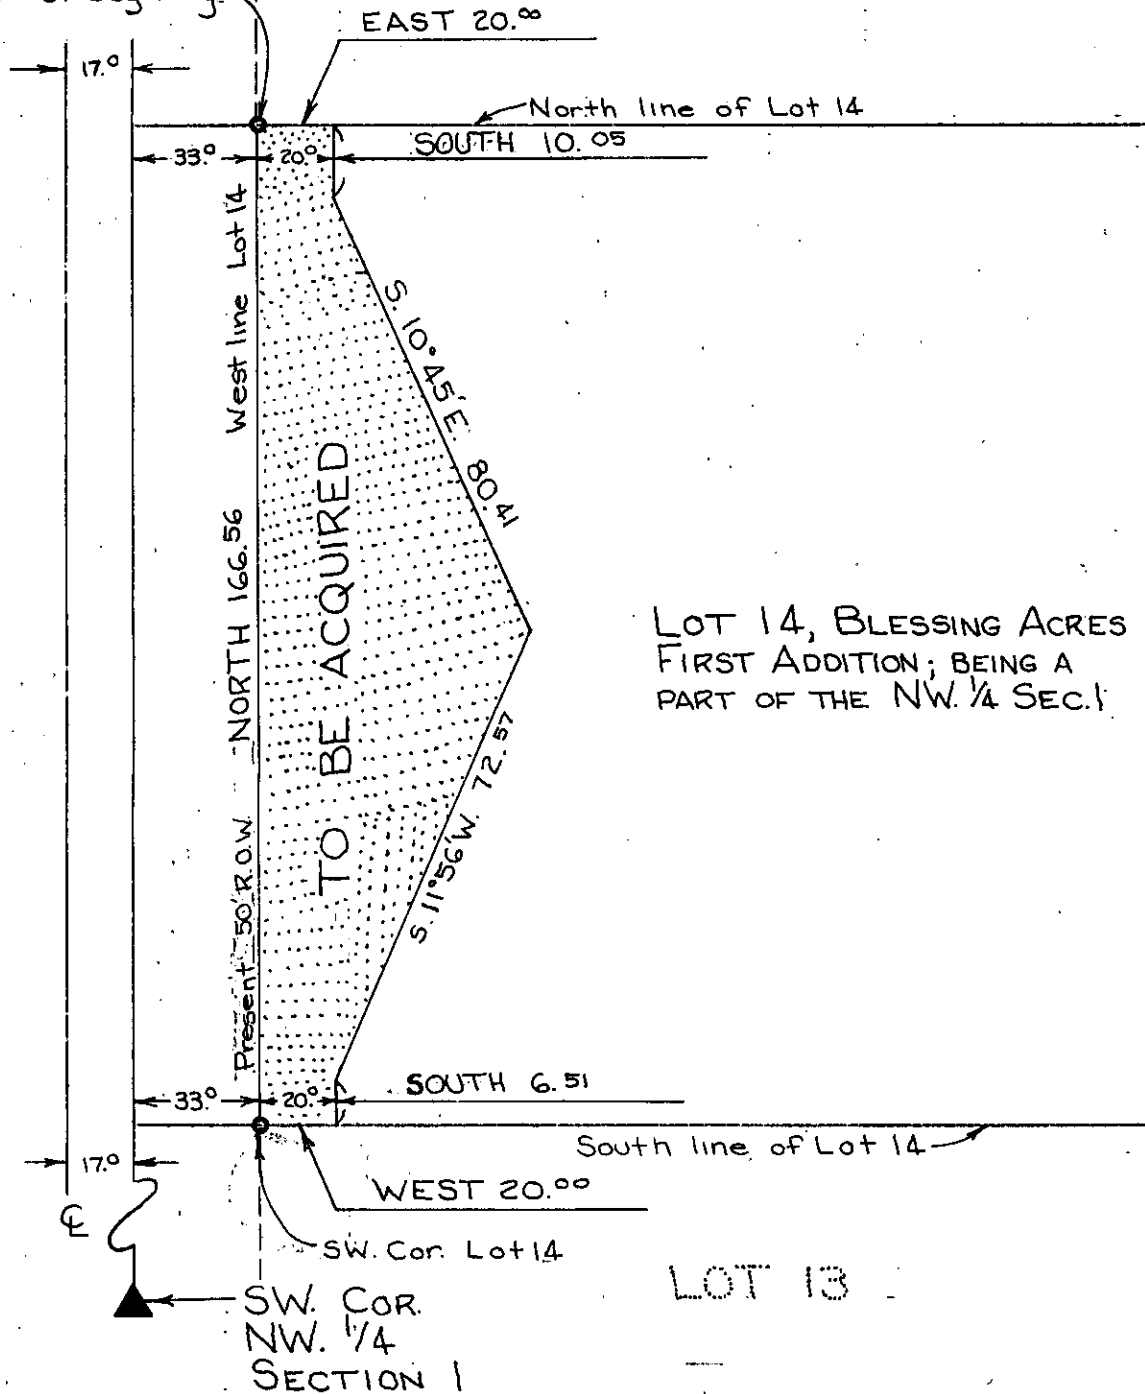 EAST 20.00
17.0
North line of Lot 14
SOUTH 10.05
33.0
20.0
West line Lot 14
S. 10°45'E. 80.41
NORTH 166.56
TO BE ACQUIRED
LOT 14, BLESSING ACRES
FIRST ADDITION; BEING A
PART OF THE NW. 1/4 SEC.1
S. 11°56'W. 72.57
Present 50' R.O.W.
33.0
20.0
SOUTH 6.51
South line of Lot 14
17.0
WEST 20.00
℄
SW. Cor. Lot 14
LOT 13
SW. COR.
NW. 1/4
SECTION 1